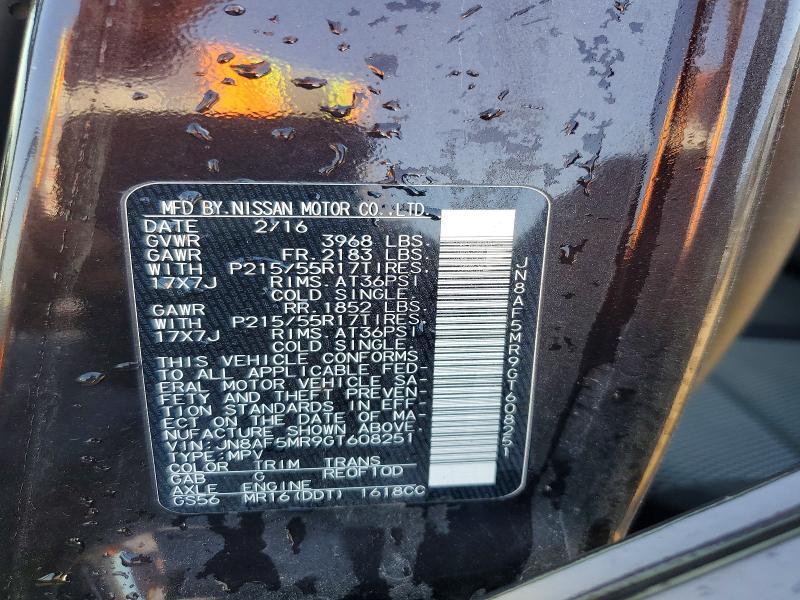 MFD BY.NISSAN MOTOR CO.,LTD.
DATE 2/16
GVWR 3968 LBS.
GAWR FR.2183 LBS.
WITH P215/55R17TIRES.
17X7J RIMS.AT36PSI
COLD SINGLE.
GAWR RR.1852 LBS.
WITH P215/55R17TIRES.
17X7J RIMS.AT36PSI
COLD SINGLE.
THIS VEHICLE CONFORMS
TO ALL APPLICABLE FED-
ERAL MOTOR VEHICLE SA-
FETY AND THEFT PREVEN-
TION STANDARDS IN EFF-
ECT ON THE DATE OF MA-
NUFACTURE SHOWN ABOVE.
VIN:JN8AF5MR9GT608251
TYPE:MPV
COLOR TRIM TRANS
GAB G REOF10D
AXLE ENGINE
GS56 MR16(DDT) 1618CC
JN8AF5MR9GT608251